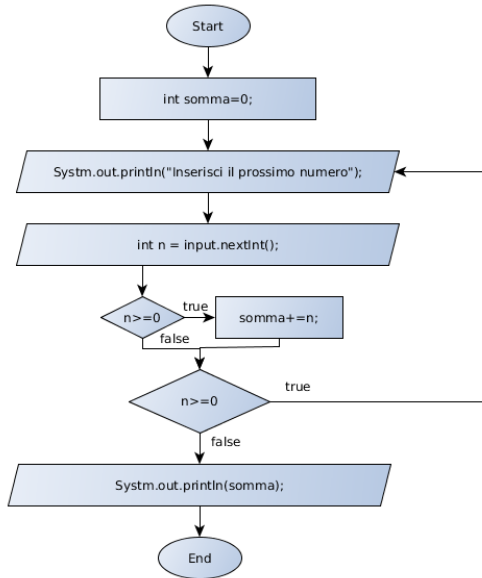 Start
int somma=0;
Systm.out.println("Inserisci il prossimo numero");
int n = input.nextInt();
n>=0
true
somma+=n;
false
n>=0
true
false
Systm.out.println(somma);
End